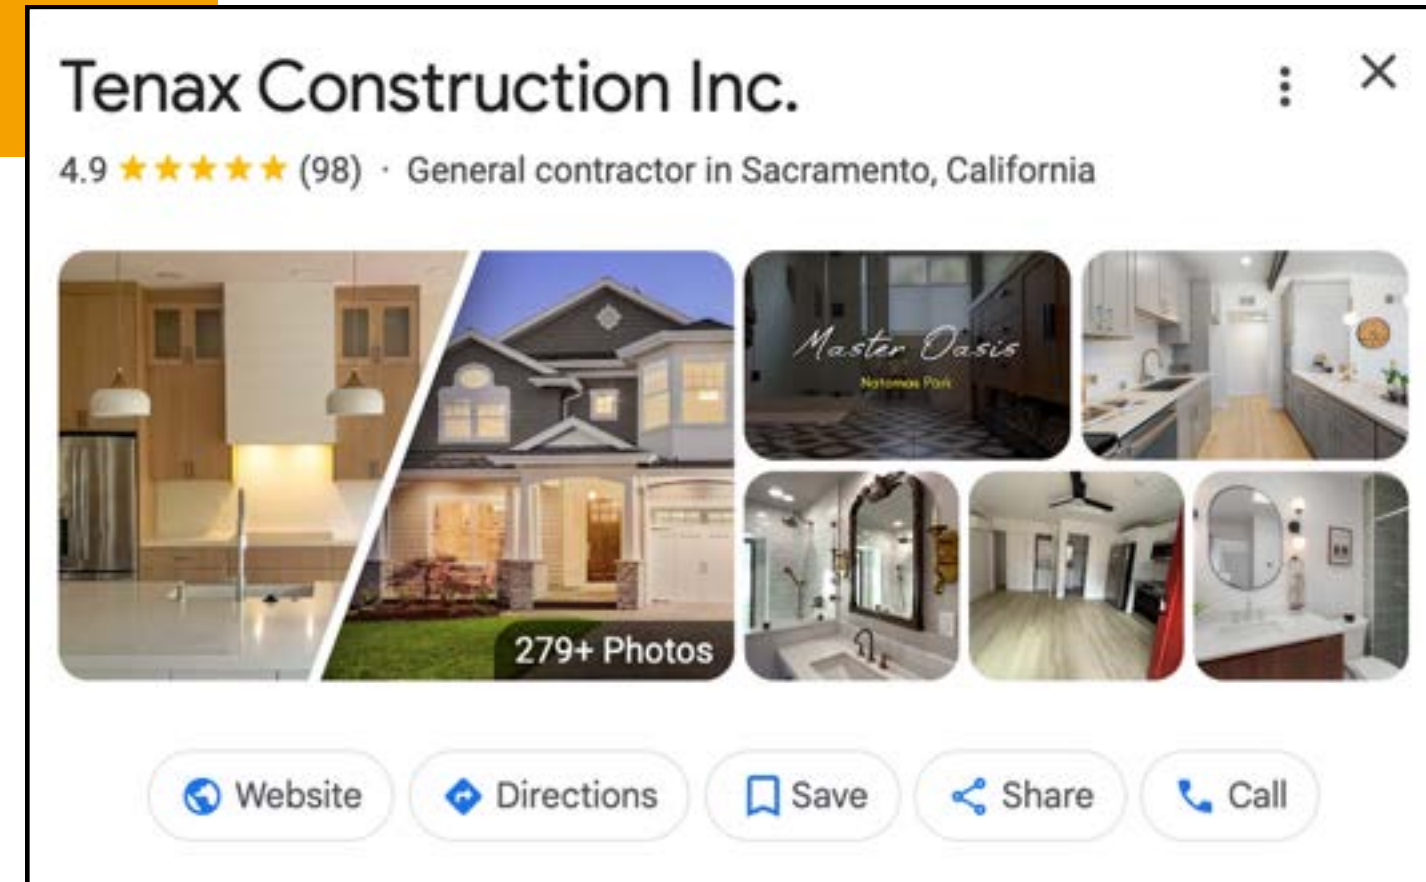 Tenax Construction Inc.
4.9 (98) · General contractor in Sacramento, California
Master Oasis
Natomas Park
279+ Photos
Website
Directions
Save
Share
Call